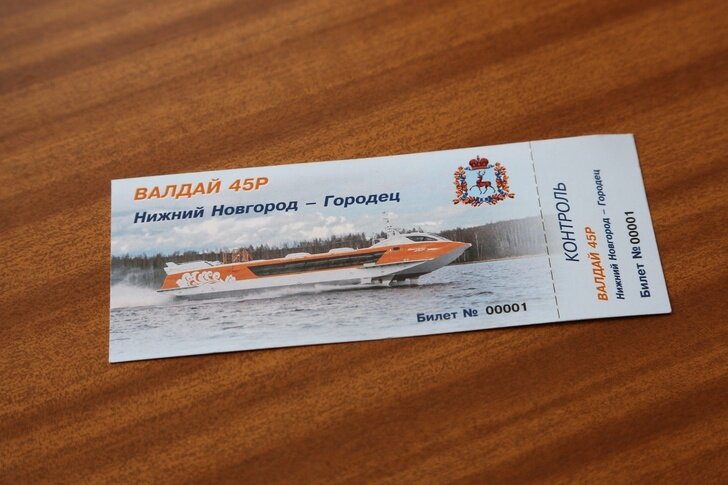 ВАЛДАЙ 45Р
Нижний Новгород – Городец
Билет № 00001
КОНТРОЛЬ
ВАЛДАЙ 45Р
Нижний Новгород – Городец
Билет № 00001